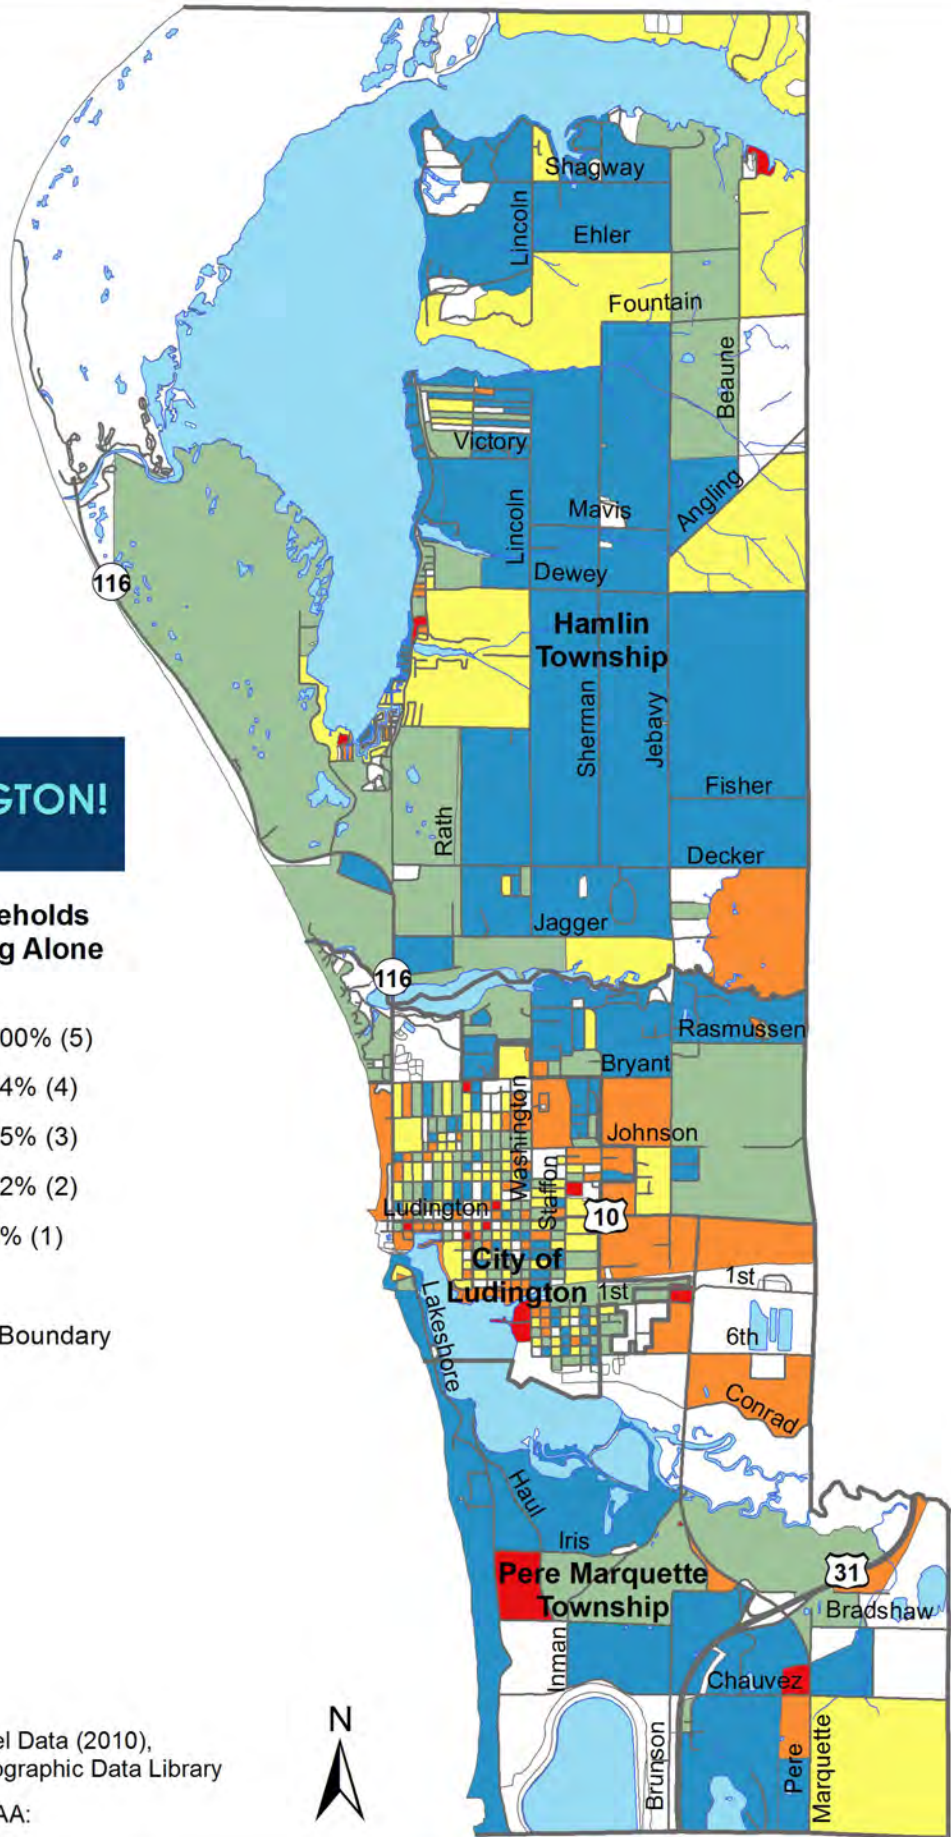 Shagway
Lincoln
Ehler
Fountain
Beaune
Victory
Lincoln
Mavis
Angling
Dewey
116
Hamlin
Township
Sherman
Jebavy
GTON!
Fisher
Rath
Decker
eholds
g Alone
Jagger
116
00% (5)
Rasmussen
Bryant
4% (4)
Washington
Johnson
5% (3)
Staffon
2% (2)
Ludington
10
% (1)
City of
Ludington
1st
1st
Lakeshore
6th
Boundary
Conrad
Haul
Iris
Pere Marquette
Township
31
Bradshaw
Inman
Chauvez
N
Brunson
Pere
Marquette
el Data (2010),
ographic Data Library
AA: